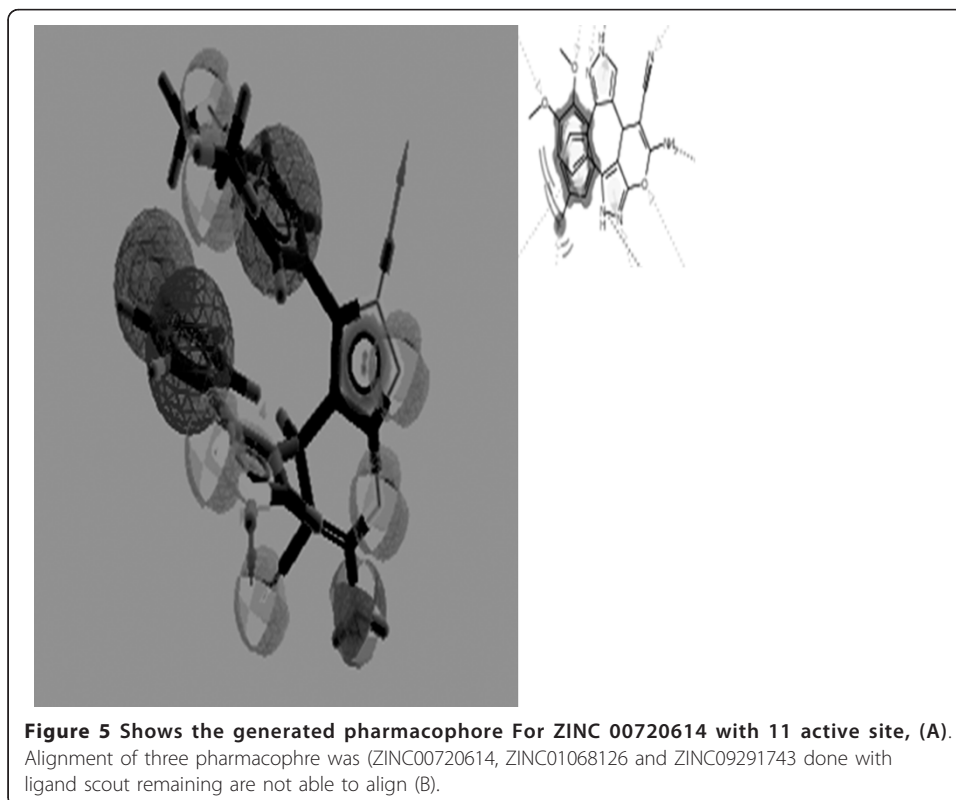 N
H
N
O
O
N
NH₂
O
N
N
H
Figure 5 Shows the generated pharmacophore For ZINC 00720614 with 11 active site, (A).
Alignment of three pharmacophre was (ZINC00720614, ZINC01068126 and ZINC09291743 done with
ligand scout remaining are not able to align (B).